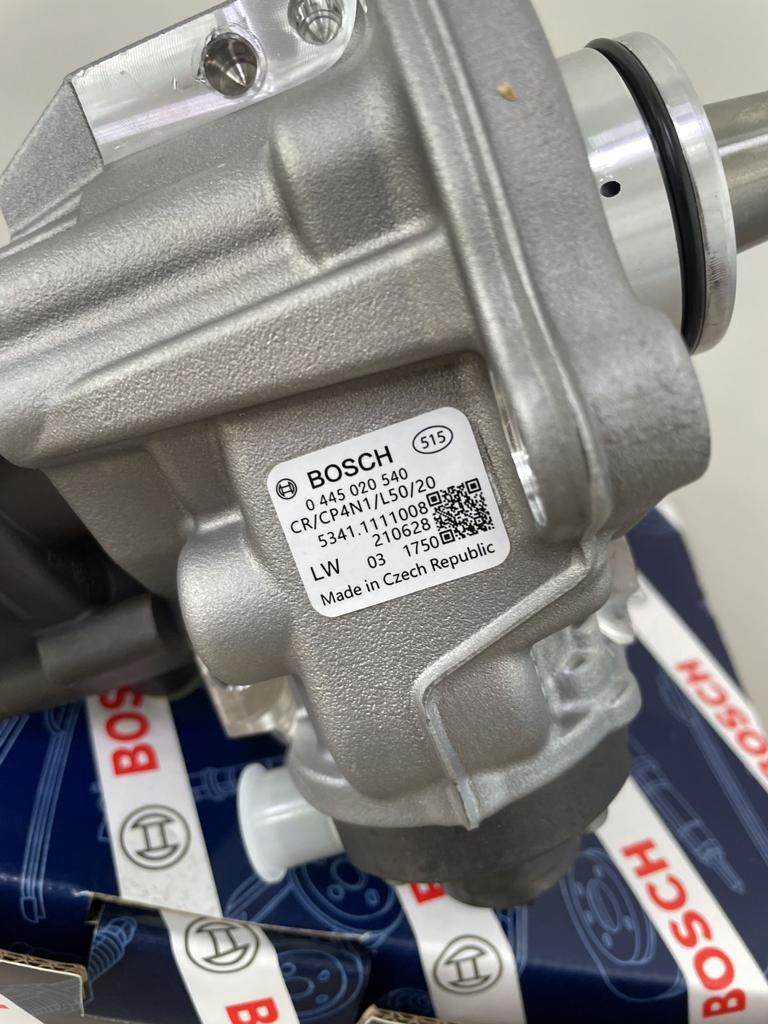 BOSCH 515
0 445 020 540
CR/CP4N1/L50/20
5341.1111008
210628
LW 03 1750
Made in Czech Republic
BOSCH
BOSCH
BOSCH